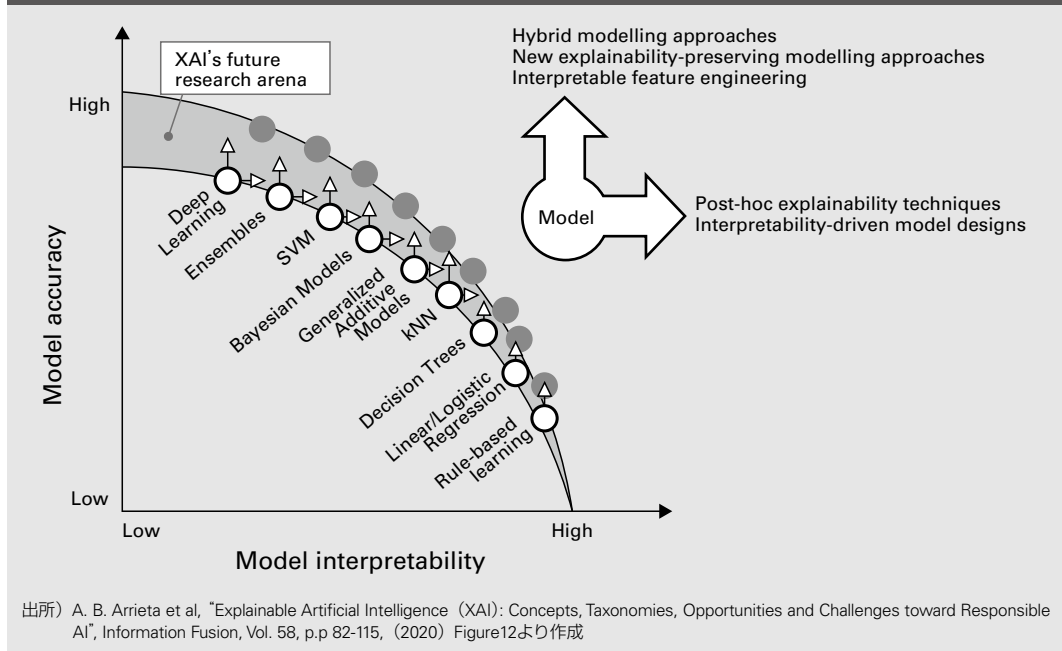 XAI's future
research arena
Hybrid modelling approaches
New explainability-preserving modelling approaches
Interpretable feature engineering
Model
Post-hoc explainability techniques
Interpretability-driven model designs
High
Model accuracy
Low
Deep
Learning
Ensembles
SVM
Bayesian Models
Generalized
Additive
Models
kNN
Decision Trees
Linear/Logistic
Regression
Rule-based
learning
Low
High
Model interpretability
出所）A. B. Arrieta et al, “Explainable Artificial Intelligence（XAI）: Concepts, Taxonomies, Opportunities and Challenges toward Responsible
AI”, Information Fusion, Vol. 58, p.p 82-115,（2020）Figure12より作成